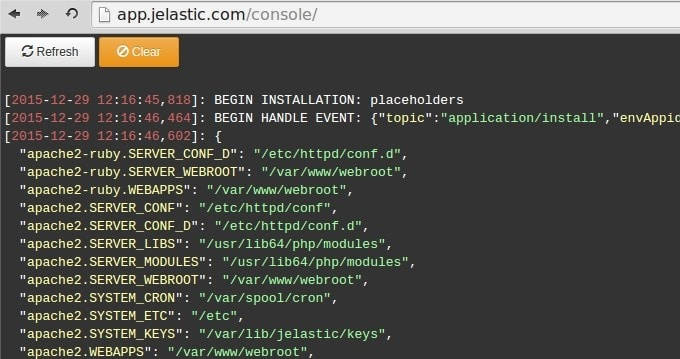 app.jelastic.com/console/
Refresh Clear
[2015-12-29 12:16:45,818]: BEGIN INSTALLATION: placeholders
[2015-12-29 12:16:46,464]: BEGIN HANDLE EVENT: {"topic":"application/install","envAppid
[2015-12-29 12:16:46,602]: {
"apache2-ruby.SERVER_CONF_D": "/etc/httpd/conf.d",
"apache2-ruby.SERVER_WEBROOT": "/var/www/webroot",
"apache2-ruby.WEBAPPS": "/var/www/webroot",
"apache2.SERVER_CONF": "/etc/httpd/conf",
"apache2.SERVER_CONF_D": "/etc/httpd/conf.d",
"apache2.SERVER_LIBS": "/usr/lib64/php/modules",
"apache2.SERVER_MODULES": "/usr/lib64/php/modules",
"apache2.SERVER_WEBROOT": "/var/www/webroot",
"apache2.SYSTEM_CRON": "/var/spool/cron",
"apache2.SYSTEM_ETC": "/etc",
"apache2.SYSTEM_KEYS": "/var/lib/jelastic/keys",
"apache2.WEBAPPS": "/var/www/webroot",